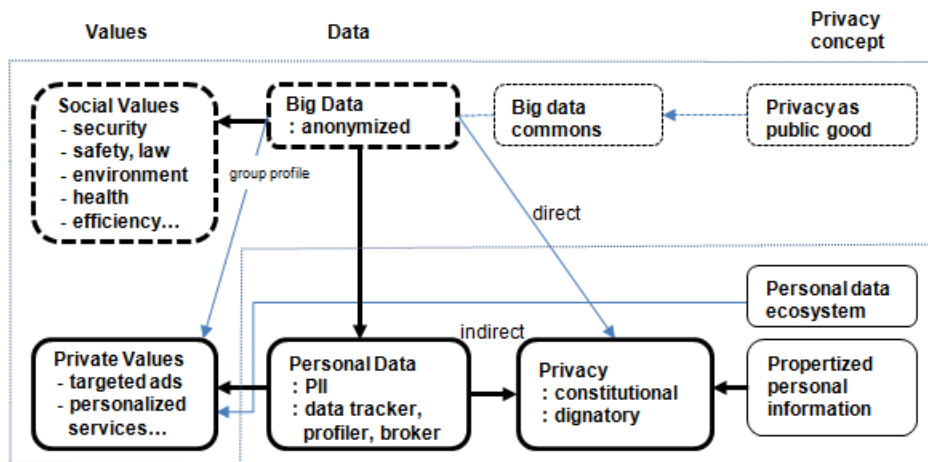 Values
Data
Privacy
concept
Social Values
- security
- safety, law
- environment
- health
- efficiency...
Big Data
: anonymized
Big data
commons
Privacy as
public good
group profile
direct
Personal data
ecosystem
indirect
Private Values
- targeted ads
- personalized
services...
Personal Data
: PII
: data tracker,
profiler, broker
Privacy
: constitutional
: dignatory
Propertized
personal
information